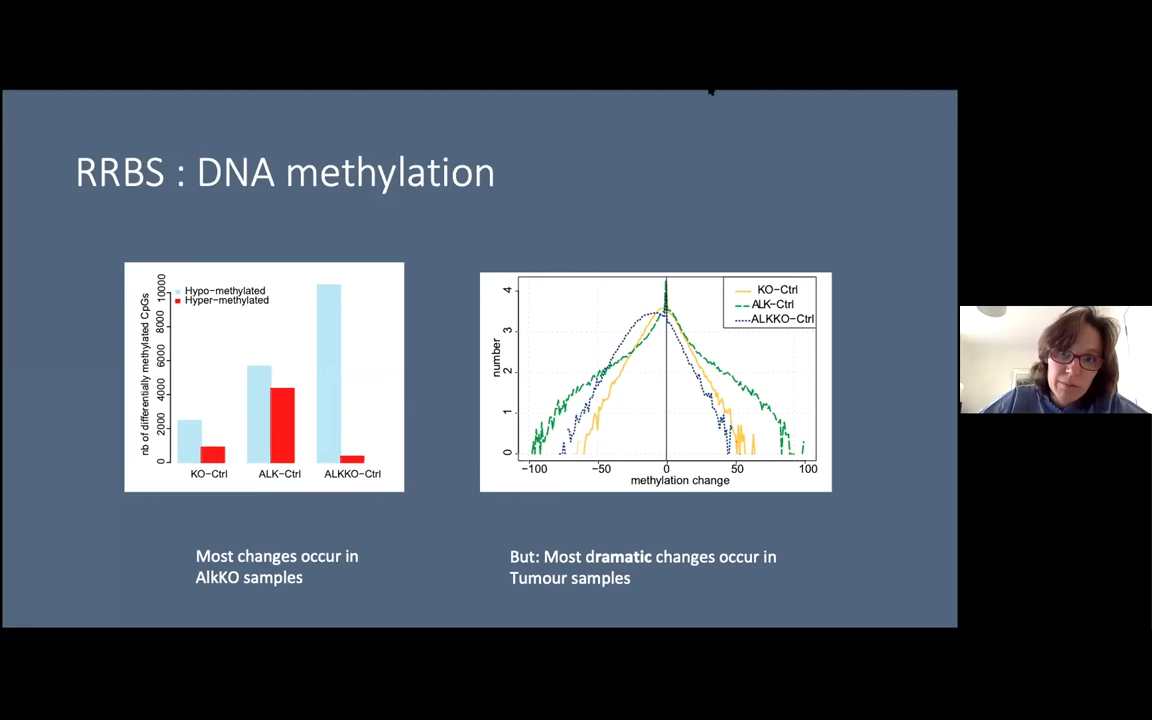 RRBS : DNA methylation
nb of differentially methylated CpGs
0
2000
4000
6000
8000
10000
Hypo−methylated
Hyper−methylated
KO−Ctrl
ALK−Ctrl
ALKKO−Ctrl
number
0
1
2
3
4
KO−Ctrl
ALK−Ctrl
ALKKO−Ctrl
−100
−50
0
50
100
methylation change
Most changes occur in
AlkKO samples
But: Most dramatic changes occur in
Tumour samples